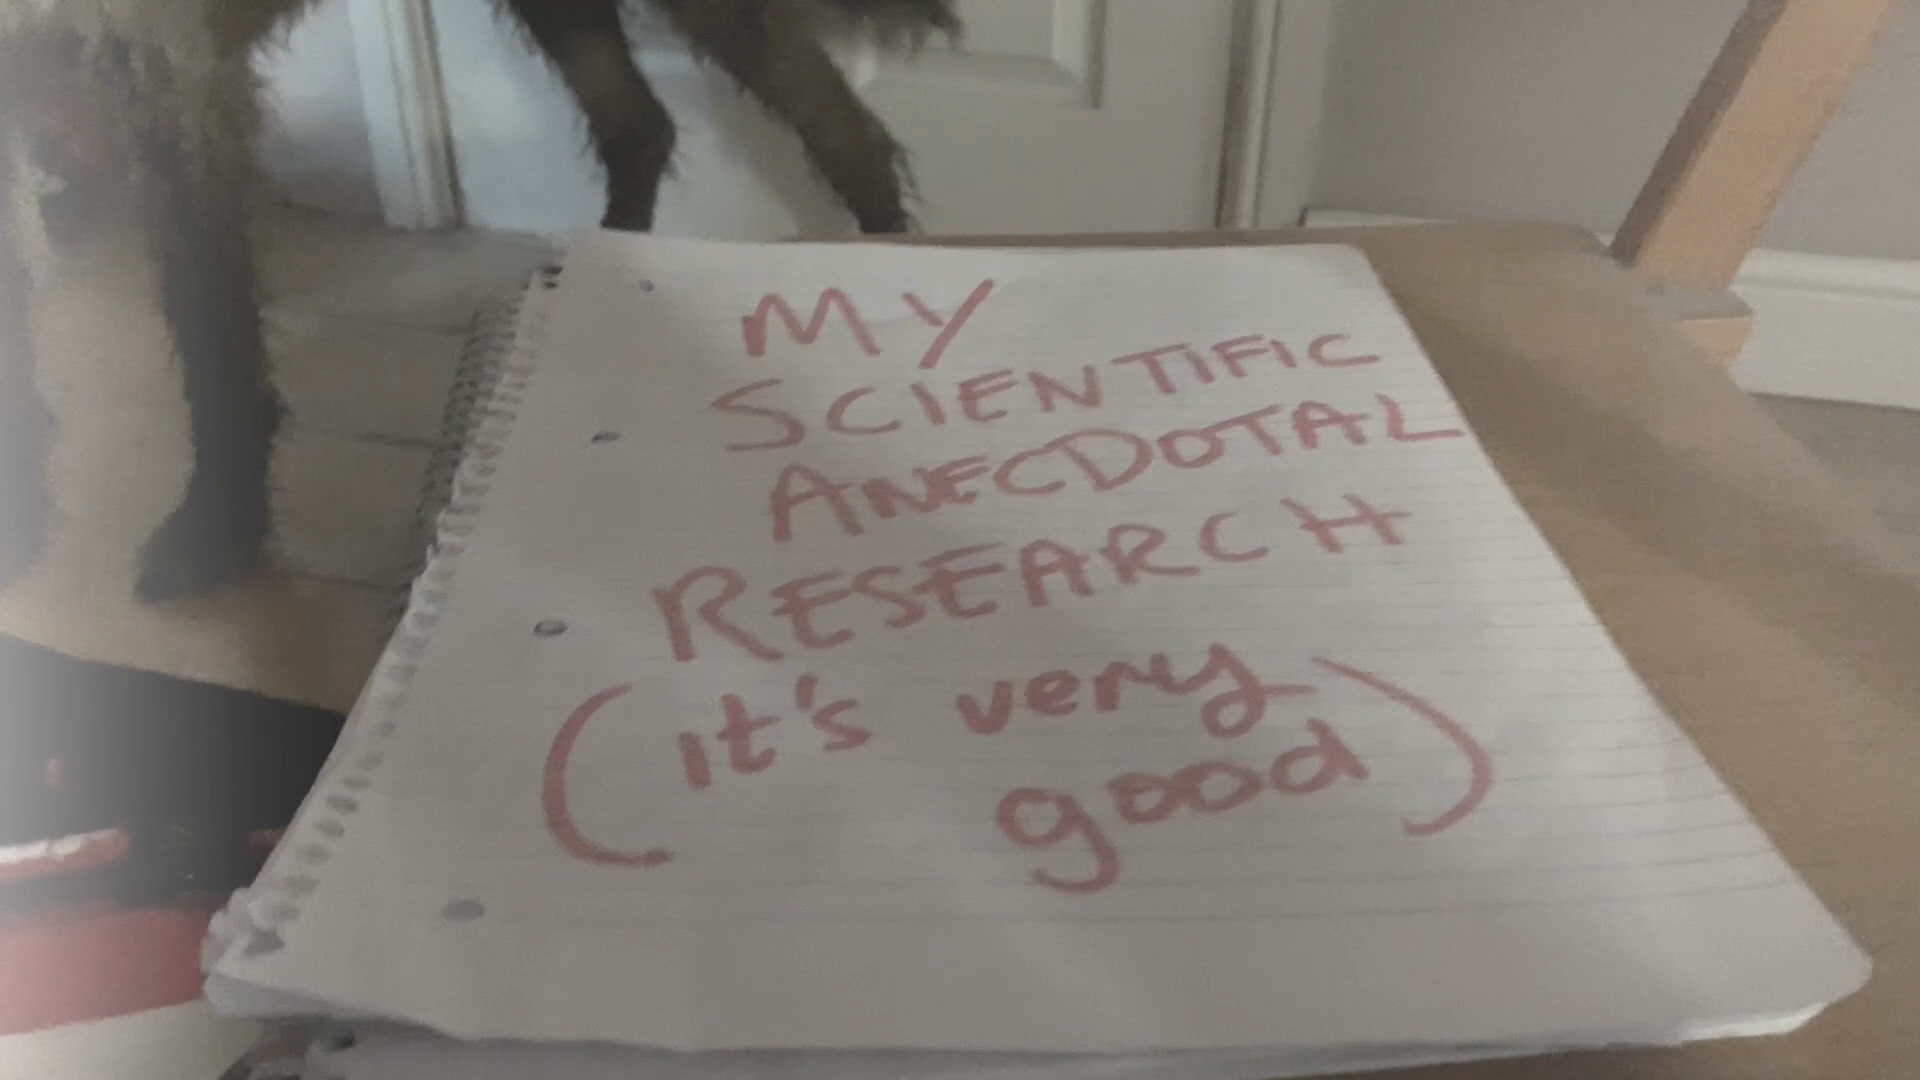 MY
SCIENTIFIC
ANECDOTAL
RESEARCH
(it's very
good)